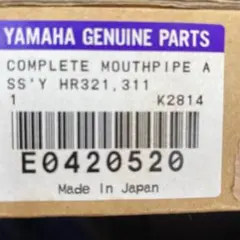 YAMAHA GENUINE PARTS
COMPLETE MOUTHPIPE A
SS'Y HR321,311
1 K2814
E0420520
Made In Japan